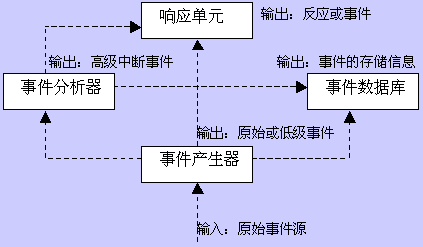 响应单元
输出：反应或事件
输出：高级中断事件
输出：事件的存储信息
事件分析器
事件数据库
输出：原始或低级事件
事件产生器
输入：原始事件源